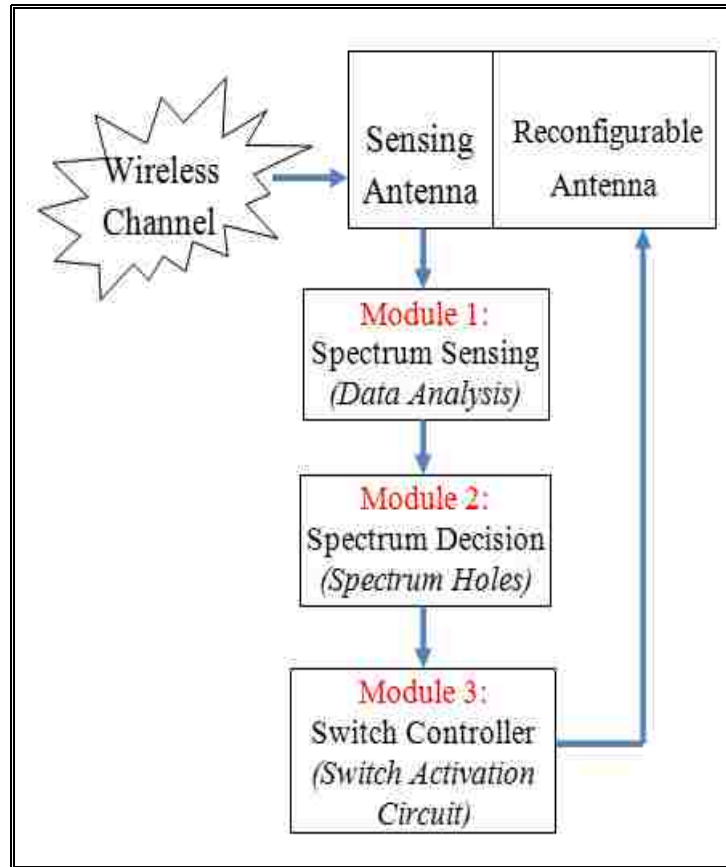 Wireless
Channel
Sensing
Antenna
Reconfigurable
Antenna
Module 1:
Spectrum Sensing
(Data Analysis)
Module 2:
Spectrum Decision
(Spectrum Holes)
Module 3:
Switch Controller
(Switch Activation
Circuit)